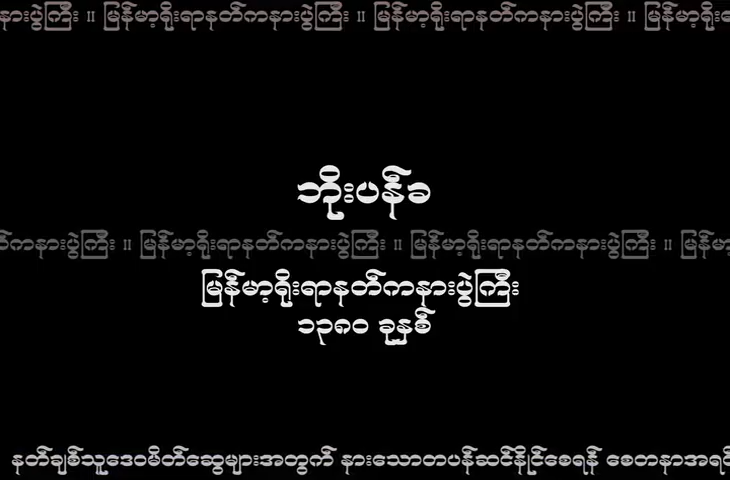 နားပွဲကြီး ။ မြန်မာ့ရိုးရာနတ်ကနားပွဲကြီး ။ မြန်မာ့ရိုးရာနတ်ကနားပွဲကြီး ။ မြန်မာ့ရိုး
ဘိုးပန်ခ
တ်ကနားပွဲကြီး ။ မြန်မာ့ရိုးရာနတ်ကနားပွဲကြီး ။ မြန်မာ့ရိုးရာနတ်ကနားပွဲကြီး ။ မြန်မာ့
မြန်မာ့ရိုးရာနတ်ကနားပွဲကြီး
၁၃၈၀ ခုနှစ်
နတ်ချစ်သူဒေဝမိတ်ဆွေများအတွက် နားသောတပန်ဆင်နိုင်စေရန် စေတနာအရင်